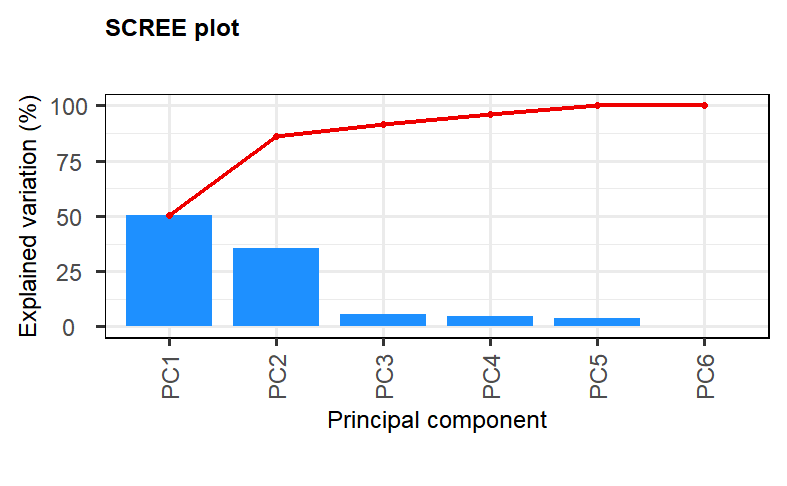 SCREE plot
Explained variation (%)
100
75
50
25
0
PC1
PC2
PC3
PC4
PC5
PC6
Principal component